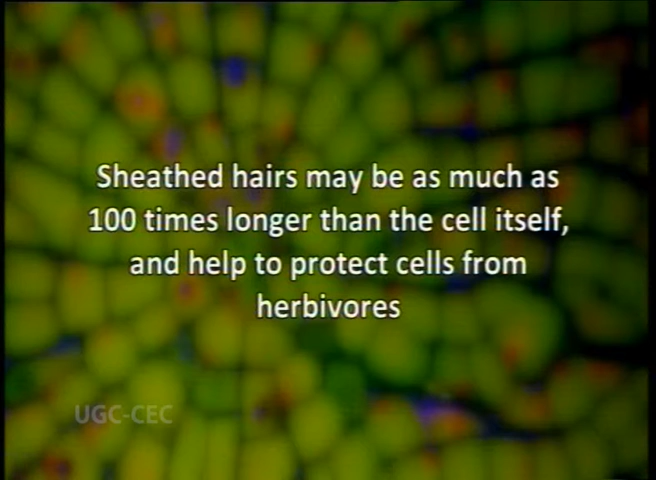 Sheathed hairs may be as much as
100 times longer than the cell itself,
and help to protect cells from
herbivores
UGC-CEC